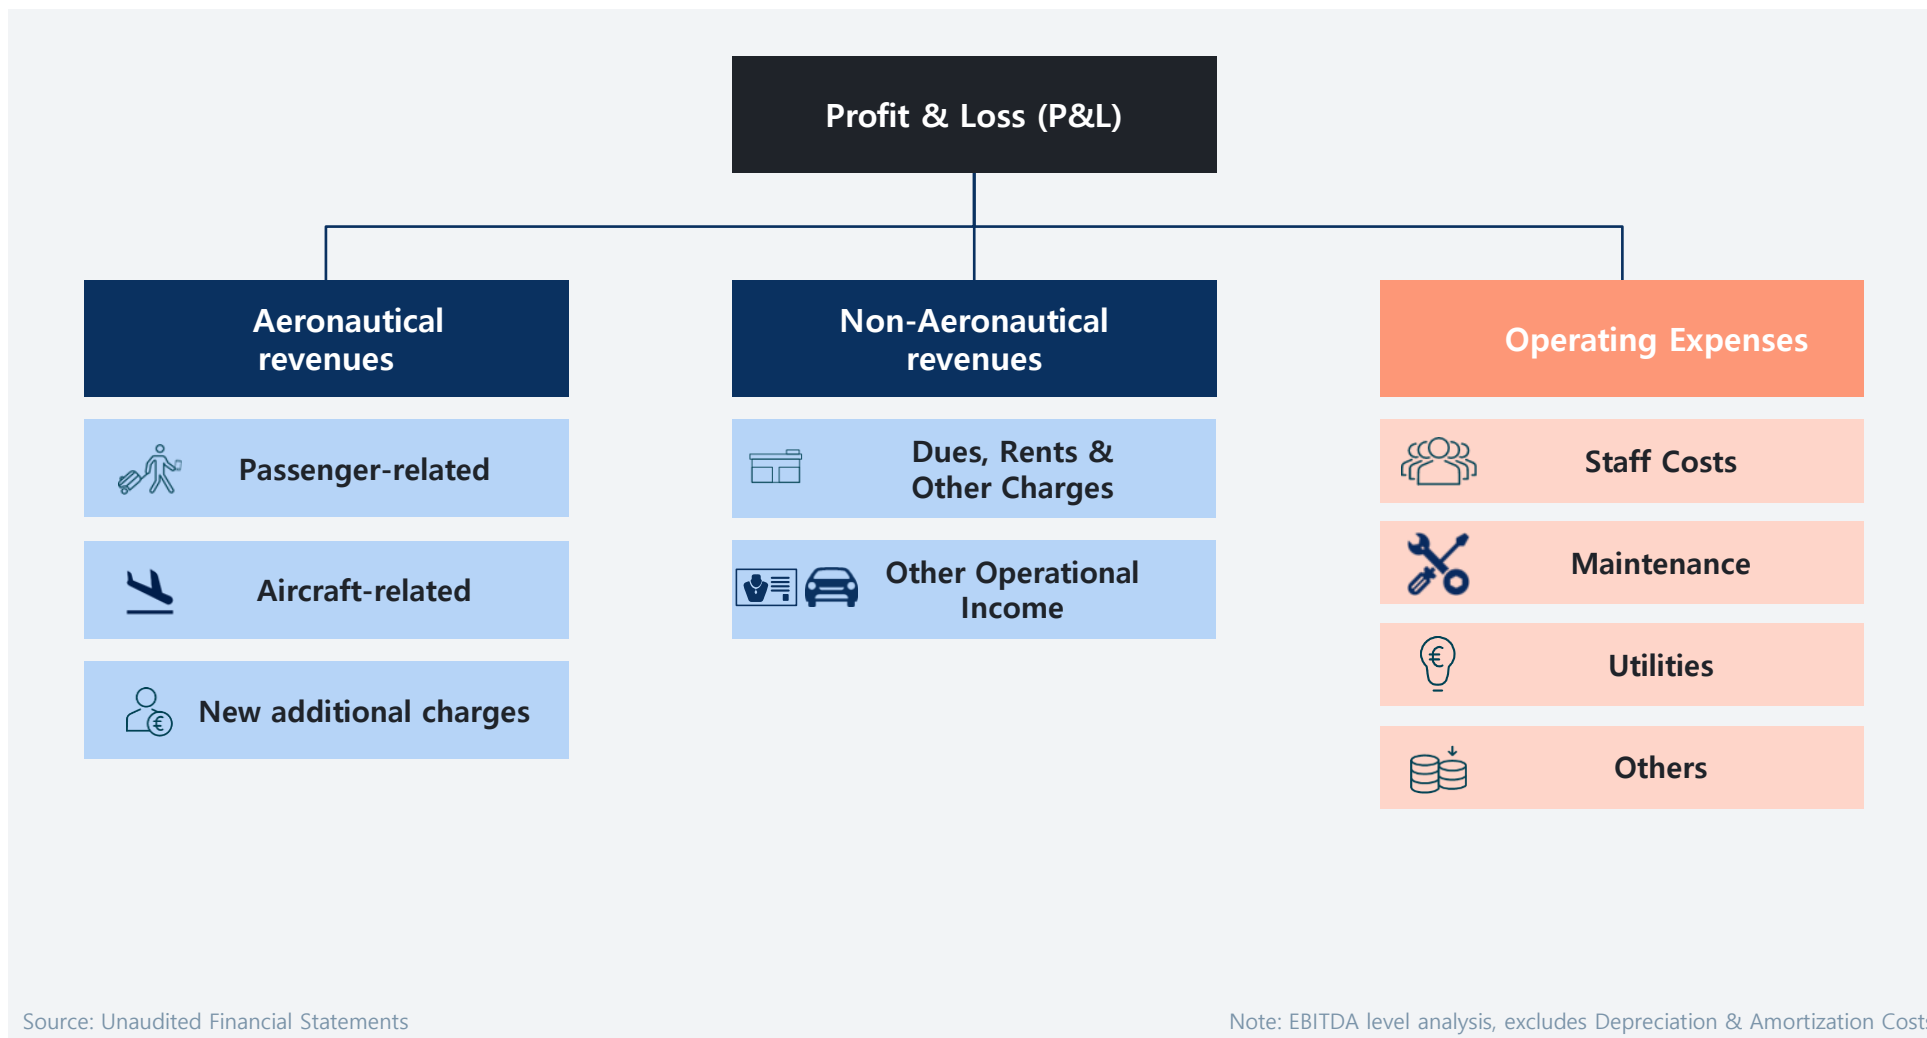 Profit & Loss (P&L)
Aeronautical
revenues
Passenger-related
Aircraft-related
€
New additional charges
Non-Aeronautical
revenues
Dues, Rents &
Other Charges
Other Operational
Income
Operating Expenses
Staff Costs
Maintenance
€
Utilities
Others
Source: Unaudited Financial Statements
Note: EBITDA level analysis, excludes Depreciation & Amortization Costs